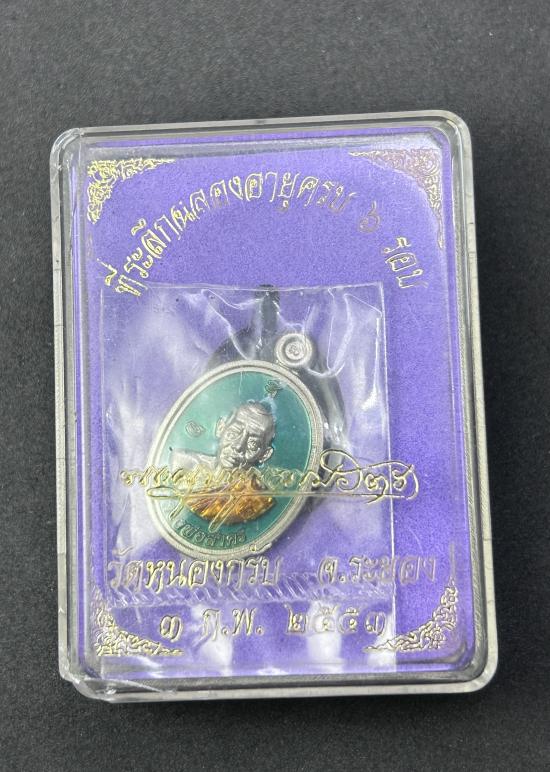 ที่ระลึกฉลองอายุครบ ๖ รอบ
วัดหนองกรับ จ.ระยอง
๓ ก.พ. ๒๕๕๓